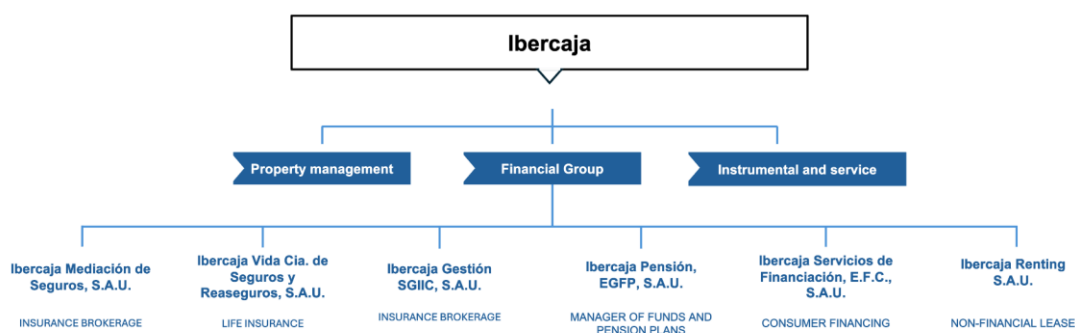 Ibercaja
Property management
Financial Group
Instrumental and service
Ibercaja Mediación de
Seguros, S.A.U.
INSURANCE BROKERAGE
Ibercaja Vida Cia. de
Seguros y
Reaseguros, S.A.U.
LIFE INSURANCE
Ibercaja Gestión
SGIIC, S.A.U.
INSURANCE BROKERAGE
Ibercaja Pensión,
EGFP, S.A.U.
MANAGER OF FUNDS AND
PENSION PLANS
Ibercaja Servicios de
Financiación, E.F.C.,
S.A.U.
CONSUMER FINANCING
Ibercaja Renting
S.A.U.
NON-FINANCIAL LEASE